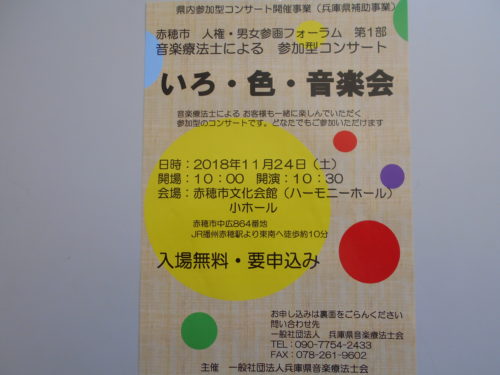 県内参加型コンサート開催事業（兵庫県補助事業）
赤穂市　人権・男女参画フォーラム　第1部
音楽療法士による　参加型コンサート
いろ・色・音楽会
音楽療法士による お客様も一緒に楽しんでいただく
参加型のコンサートです。どなたでもご参加いただけます
日時：2018年11月24日（土）
開場：10：00　開演：10：30
会場：赤穂市文化会館（ハーモニーホール）
小ホール
赤穂市中広864番地
JR播州赤穂駅より東南へ徒歩約10分
入場無料・要申込み
お申し込みは裏面をごらんください
問い合わせ先
一般社団法人　兵庫県音楽療法士会
TEL：090-7754-2433
FAX：078-261-9602
主催　一般社団法人兵庫県音楽療法士会